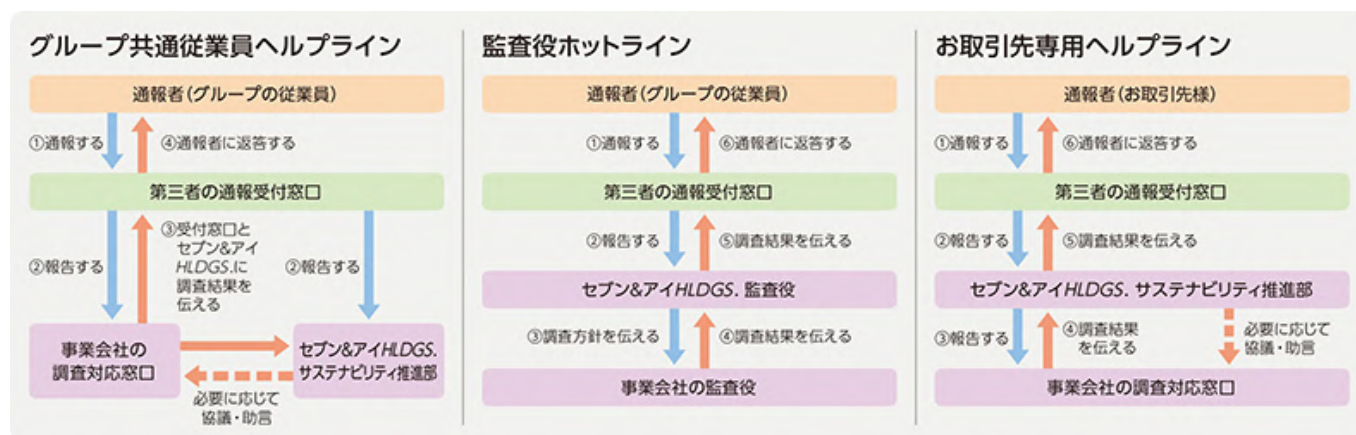 グループ共通従業員ヘルプライン
通報者(グループの従業員)
①通報する
④通報者に返答する
第三者の通報受付窓口
②報告する
③受付窓口と
セブン&アイ
HLDGS.に
調査結果を
伝える
②報告する
事業会社の
調査対応窓口
セブン&アイHLDGS.
サステナビリティ推進部
必要に応じて
協議・助言
監査役ホットライン
通報者(グループの従業員)
①通報する
⑥通報者に返答する
第三者の通報受付窓口
②報告する
⑤調査結果を伝える
セブン&アイHLDGS. 監査役
③調査方針を伝える
④調査結果を伝える
事業会社の監査役
お取引先専用ヘルプライン
通報者(お取引先様)
①通報する
⑥通報者に返答する
第三者の通報受付窓口
②報告する
⑤調査結果を伝える
セブン&アイHLDGS. サステナビリティ推進部
③報告する
④調査結果
を伝える
必要に応じて
協議・助言
事業会社の調査対応窓口